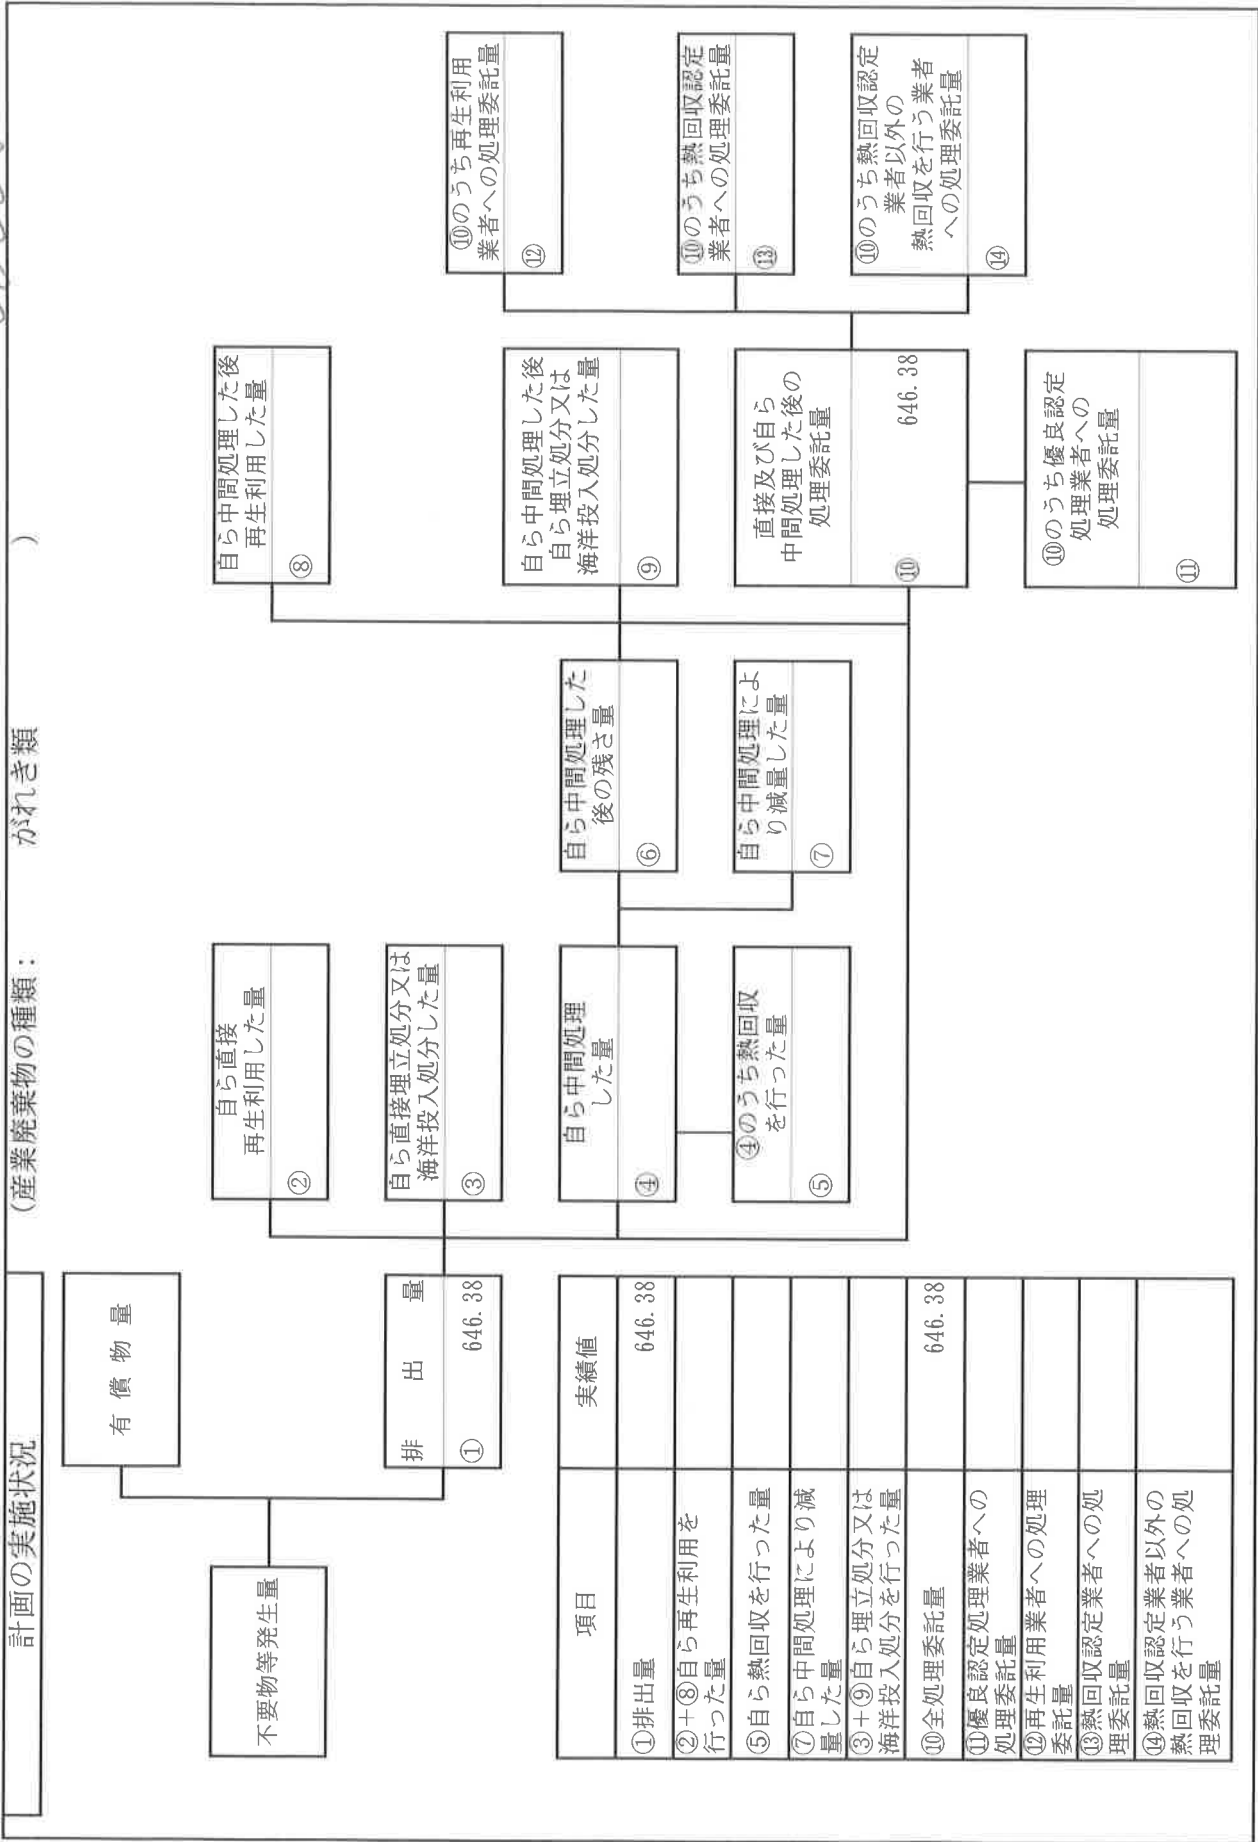 計画の実施状況
（産業廃棄物の種類： がれき類 ）
不要物等発生量
有償物量
排出量
① 646.38
自ら直接
再生利用した量
②
自ら直接埋立処分又は
海洋投入処分した量
③
自ら中間処理
した量
④
④のうち熱回収
を行った量
⑤
自ら中間処理した
後の残さ量
⑥
自ら中間処理によ
り減量した量
⑦
自ら中間処理した後
再生利用した量
⑧
自ら中間処理した後
自ら埋立処分又は
海洋投入処分した量
⑨
直接及び自ら
中間処理した後の
処理委託量
⑩ 646.38
⑩のうち優良認定
処理業者への
処理委託量
⑪
⑩のうち再生利用
業者への処理委託量
⑫
⑩のうち熱回収認定
業者への処理委託量
⑬
⑩のうち熱回収認定
業者以外の
熱回収を行う業者
への処理委託量
⑭
項目 実績値
①排出量 646.38
②＋⑧自ら再生利用を
行った量
⑤自ら熱回収を行った量
⑦自ら中間処理により減
量した量
③＋⑨自ら埋立処分又は
海洋投入処分を行った量
⑩全処理委託量 646.38
⑪優良認定処理業者への
処理委託量
⑫再生利用業者への処理
委託量
⑬熱回収認定業者への処
理委託量
⑭熱回収認定業者以外の
熱回収を行う業者への処
理委託量